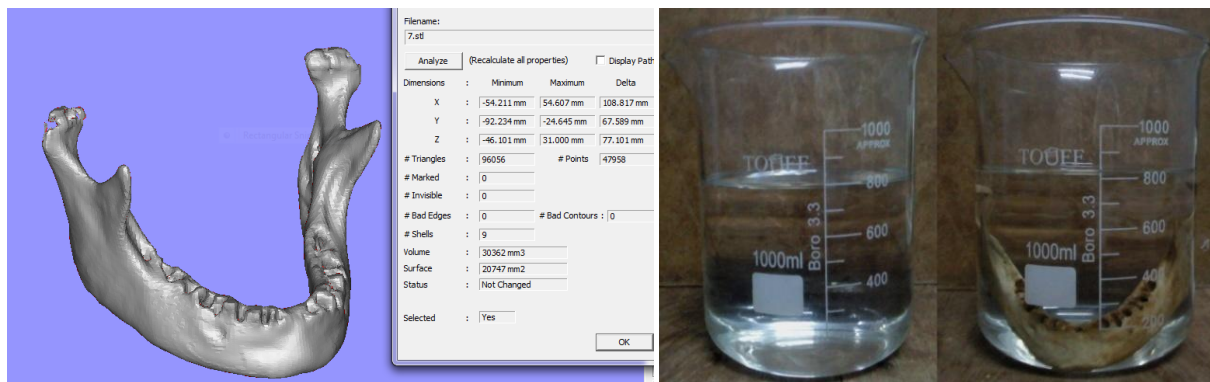 Filename:
7.stl
Analyze (Recalculate all properties) Display Path
Dimensions : Minimum Maximum Delta
X : -54.211 mm 54.607 mm 108.817 mm
Y : -92.234 mm -24.645 mm 67.589 mm
Z : -46.101 mm 31.000 mm 77.101 mm
# Triangles : 96056 # Points : 47958
# Marked : 0
# Invisible : 0
# Bad Edges : 0 # Bad Contours : 0
# Shells : 9
Volume : 30362 mm3
Surface : 20747 mm2
Status : Not Changed
Selected : Yes
OK
1000
APPROX
800
600
400
1000ml
Boro 3.3
1000
APPROX
800
600
400
200
1000ml
Boro 3.3